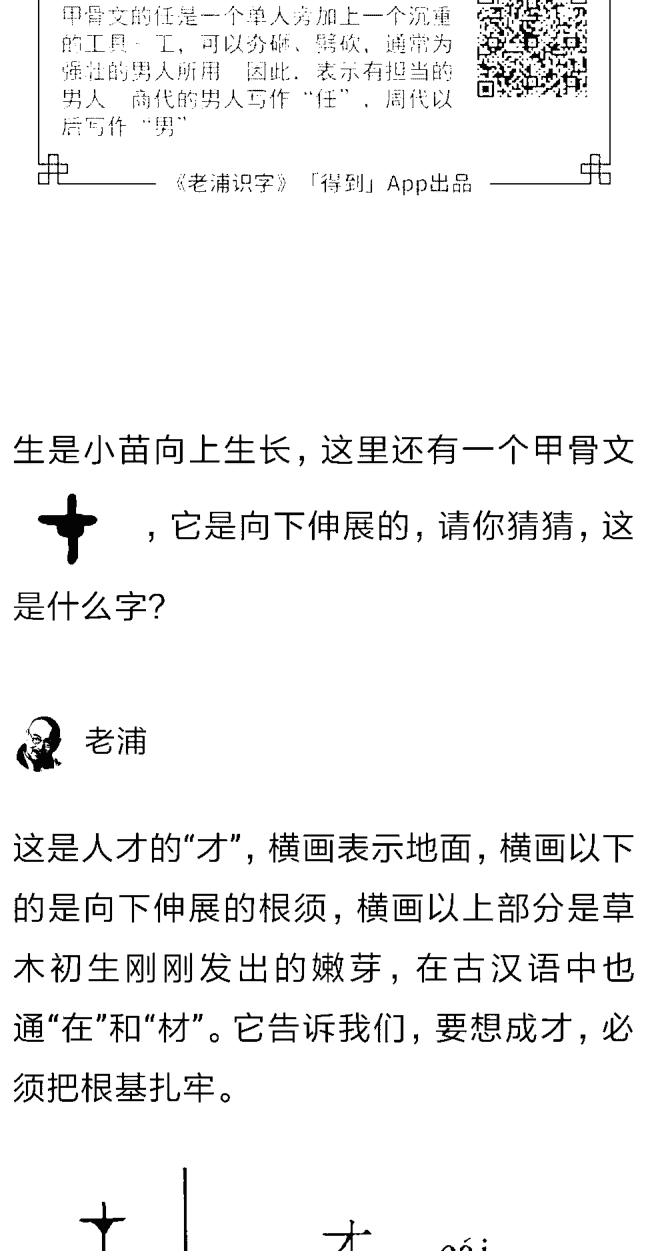 甲骨文的任是一个单人旁加上一个沉重
的工具－工，可以夯砸、劈砍，通常为
强壮的男人所用　因此，表示有担当的
男人　商代的男人写作“任”，周代以
后写作“男”
《老浦识字》「得到」App出品
生是小苗向上生长，这里还有一个甲骨文
，它是向下伸展的，请你猜猜，这
是什么字？
老浦
这是人才的“才”，横画表示地面，横画以下
的是向下伸展的根须，横画以上部分是草
木初生刚刚发出的嫩芽，在古汉语中也
通“在”和“材”。它告诉我们，要想成才，必
须把根基扎牢。
才 cái